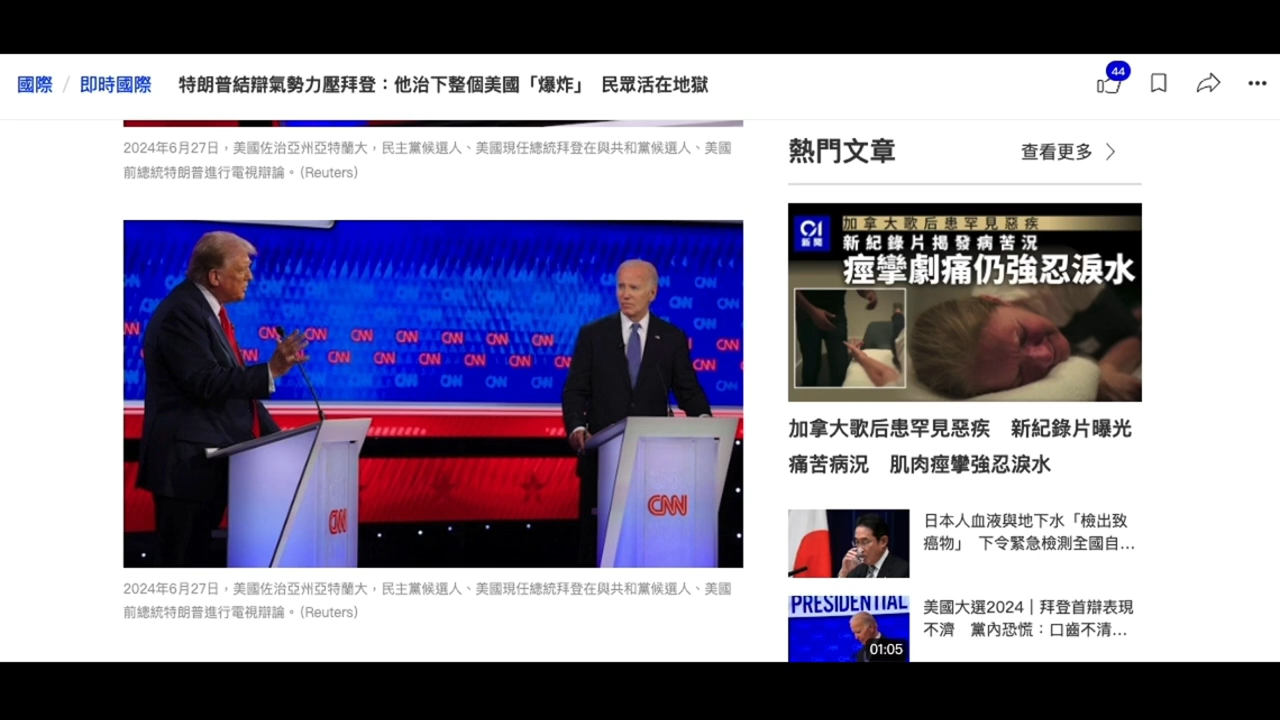 國際 / 即時國際 特朗普結辯氣勢力壓拜登：他治下整個美國「爆炸」 民眾活在地獄
44
2024年6月27日，美國佐治亞州亞特蘭大，民主黨候選人、美國現任總統拜登在與共和黨候選人、美國
前總統特朗普進行電視辯論。(Reuters)
CNN CNN CNN CNN CNN CNN CNN
CNN CNN CNN CNN CNN CNN CNN
CNN
CNN
2024年6月27日，美國佐治亞州亞特蘭大，民主黨候選人、美國現任總統拜登在與共和黨候選人、美國
前總統特朗普進行電視辯論。(Reuters)
熱門文章
查看更多
01
新聞
加拿大歌后患罕見惡疾
新紀錄片揭發病苦況
痙攣劇痛仍強忍淚水
加拿大歌后患罕見惡疾 新紀錄片曝光
痛苦病況 肌肉痙攣強忍淚水
日本人血液與地下水「檢出致
癌物」 下令緊急檢測全國自...
PRESIDENTIAL
01:05
美國大選2024｜拜登首辯表現
不濟 黨內恐慌：口齒不清...